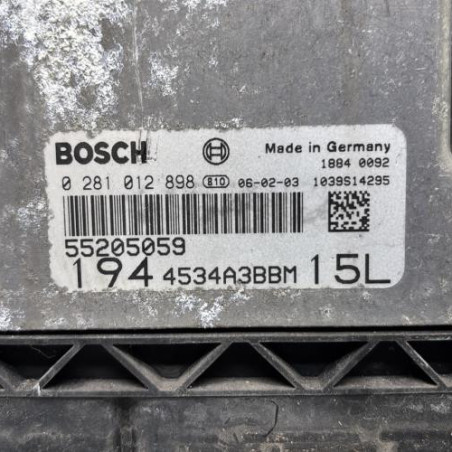 BOSCH Made in Germany
1884 0092
0 281 012 898 810 06-02-03 1039S14295
55205059
194 4534A3BBM 15L